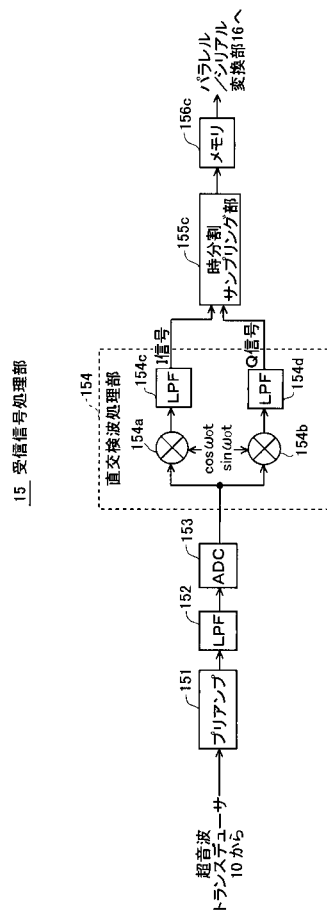 15 受信信号処理部
超音波
トランスデューサ
10から
151
プリアンプ
152
LPF
153
ADC
154
直交検波処理部
154a
cosω0t
sinω0t
154b
154c
LPF
I信号
LPF
154d
Q信号
155c
時分割
サンプリング部
156c
メモリ
パラレル
/シリアル
変換部16へ